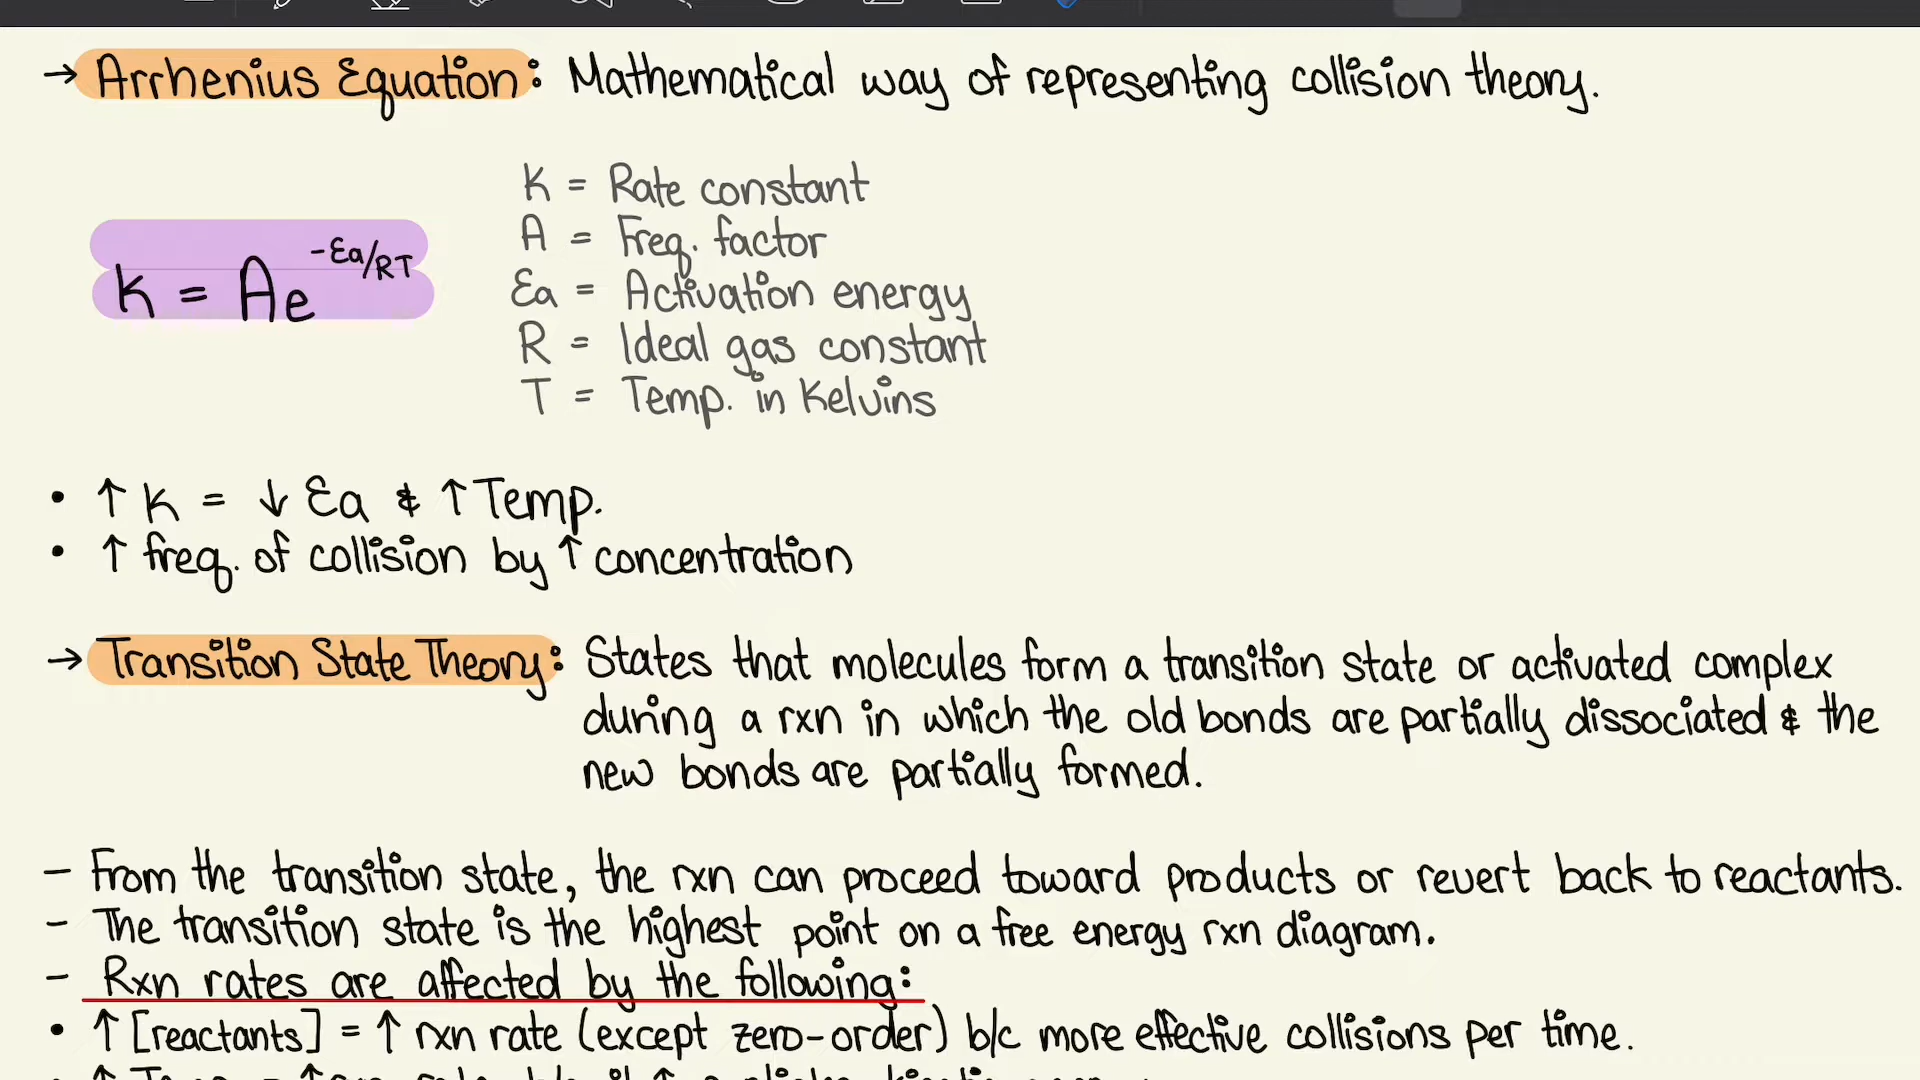 → Arrhenius Equation: Mathematical way of representing collision theory.
K = Rate constant
A = Freq. factor
Ea = Activation energy
R = Ideal gas constant
T = Temp. in Kelvins
K = Ae^-Ea/RT
• ↑ K = ↓ Ea & ↑ Temp.
• ↑ freq. of collision by ↑ concentration
→ Transition State Theory: States that molecules form a transition state or activated complex
during a rxn in which the old bonds are partially dissociated & the
new bonds are partially formed.
- From the transition state, the rxn can proceed toward products or revert back to reactants.
- The transition state is the highest point on a free energy rxn diagram.
- Rxn rates are affected by the following:
• ↑ [reactants] = ↑ rxn rate (except zero-order) b/c more effective collisions per time.